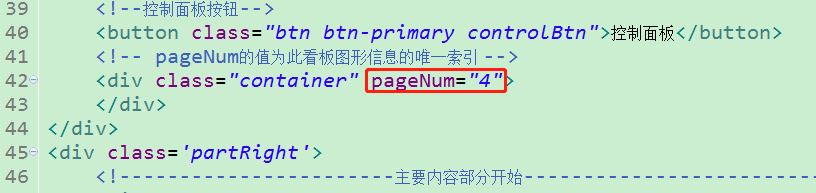 39 <!--控制面板按钮-->
40 <button class="btn btn-primary controlBtn">控制面板</button>
41 <!-- pageNum的值为此看板图形信息的唯一索引 -->
42 <div class="container" pageNum="4">
43 </div>
44 </div>
45 <div class='partRight'>
46 <!------------------------主要内容部分开始--------------------------